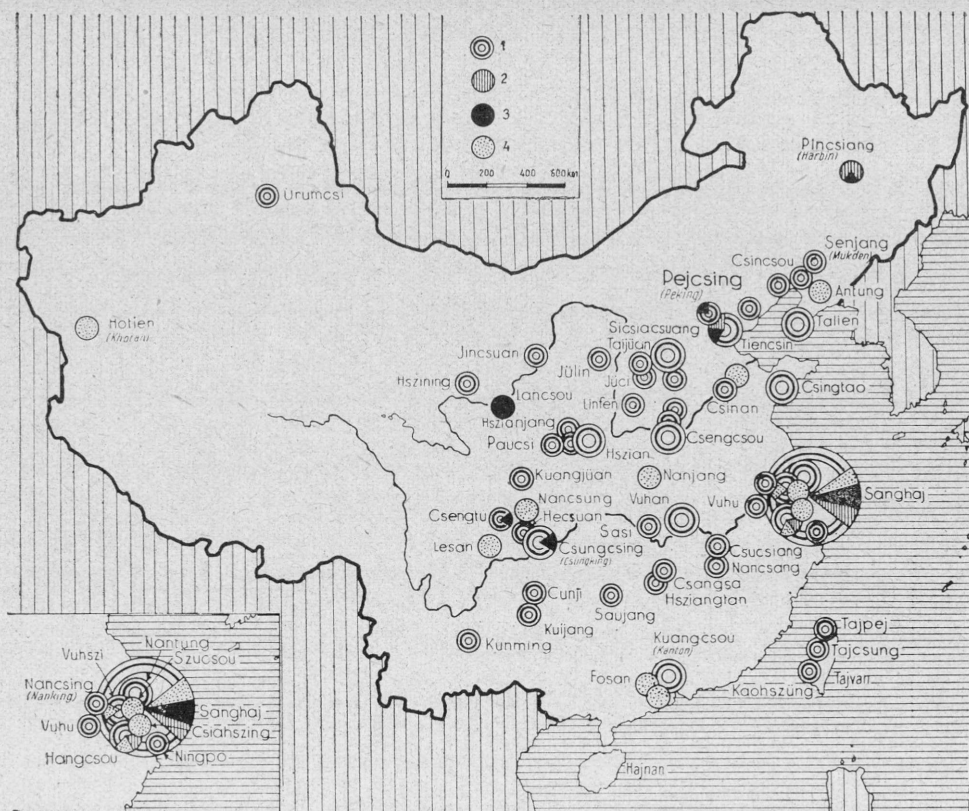 1
2
3
4
0 200 400 600 km
Pincsiang
(Harbin)
Ürumcsi
Senjang
(Mukden)
Csincsou
Antung
Pejcsing
(Peking)
Talien
Hotien
(Khotan)
Sicsiacsuang
Tiencsin
Tajjüan
Jincsuan
Jülin
Jüci
Hszining
Csingtao
Csinan
Lancsou
Linfen
Hszianjang
Csengcsou
Paucsi
Hszian
Kuangjüan
Nanjang
Nancsung
Vuhan
Vuhu
Sanghaj
Csengtu
Hecsuan
Sasi
Lesan
Csungcsing
(Csungking)
Csucsiang
Nancsang
Csangsa
Hsziangtan
Cunji
Saujang
Kuijang
Kunming
Kuangcsou
(Kanton)
Tajpej
Tajcsung
Fosan
Tajvan
Kaohszüng
Hajnan
Nantung
Vuhszi
Szucsou
Nancsing
(Nanking)
Sanghaj
Vuhu
Csiahszing
Hangcsou
Ningpo